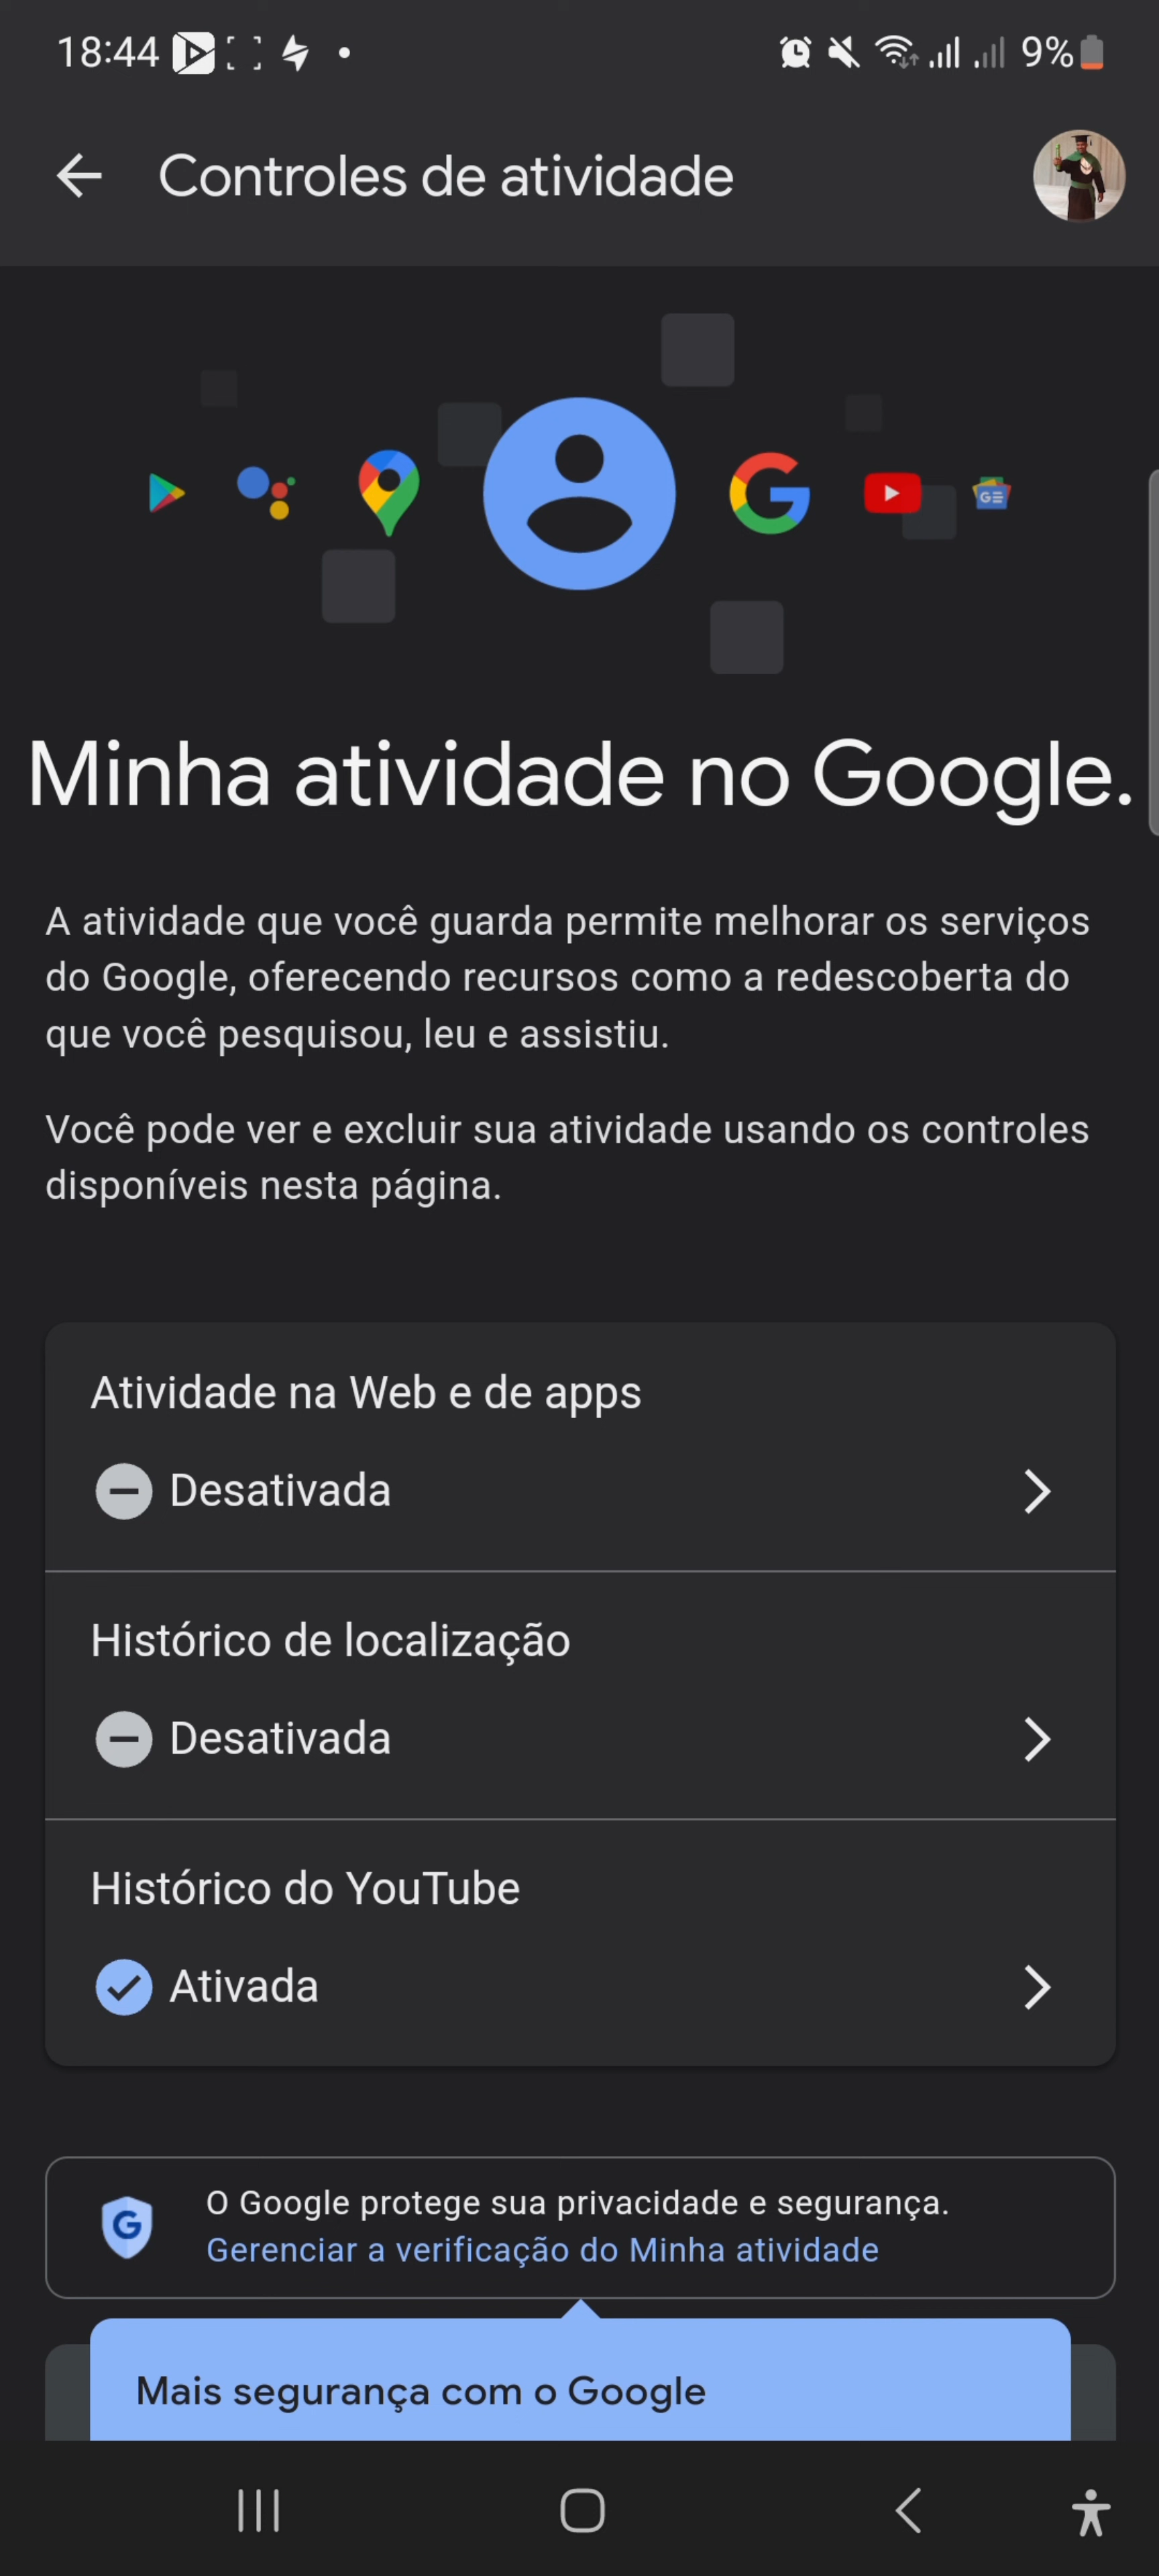 18:44
9%
Controles de atividade
Minha atividade no Google.
A atividade que você guarda permite melhorar os serviços
do Google, oferecendo recursos como a redescoberta do
que você pesquisou, leu e assistiu.
Você pode ver e excluir sua atividade usando os controles
disponíveis nesta página.
Atividade na Web e de apps
Desativada
Histórico de localização
Desativada
Histórico do YouTube
Ativada
O Google protege sua privacidade e segurança.
Gerenciar a verificação do Minha atividade
Mais segurança com o Google